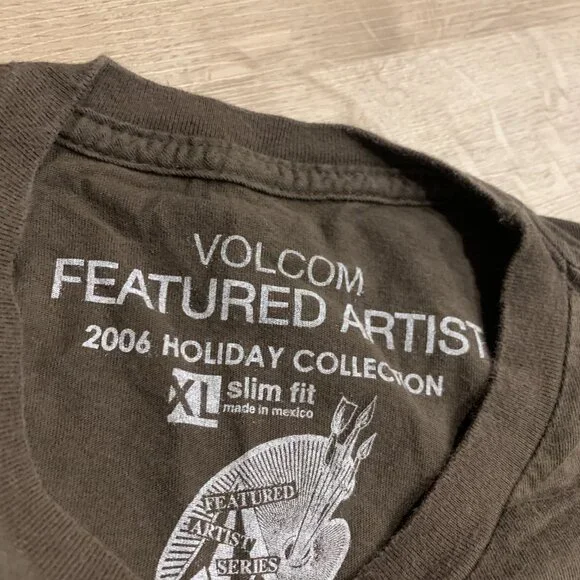 VOLCOM
FEATURED ARTIST
2006 HOLIDAY COLLECTION
XL slim fit
made in mexico
FEATURED
ARTIST
SERIES